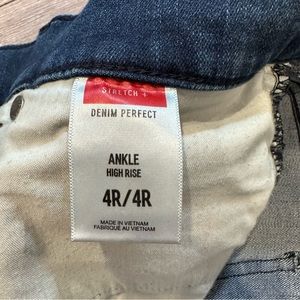 STRETCH +
DENIM PERFECT
ANKLE
HIGH RISE
4R/4R
MADE IN VIETNAM
FABRIQUÉ AU VIETNAM